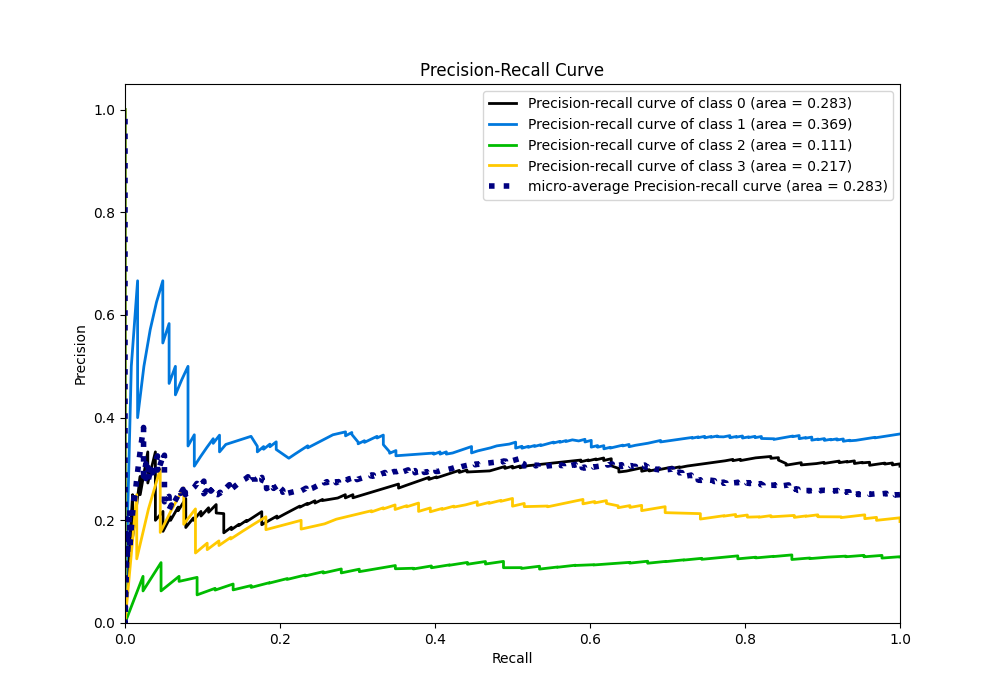 Precision-Recall Curve
Precision-recall curve of class 0 (area = 0.283)
Precision-recall curve of class 1 (area = 0.369)
Precision-recall curve of class 2 (area = 0.111)
Precision-recall curve of class 3 (area = 0.217)
micro-average Precision-recall curve (area = 0.283)
1.0
0.8
0.6
0.4
0.2
0.0
Precision
0.0 0.2 0.4 0.6 0.8 1.0
Recall